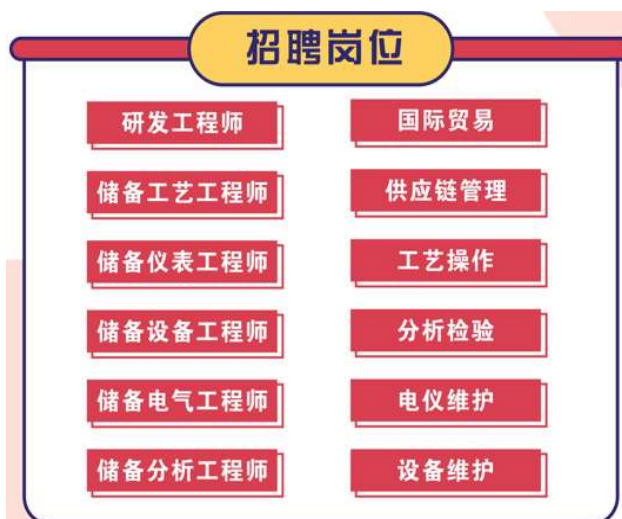 招聘岗位
研发工程师
国际贸易
储备工艺工程师
供应链管理
储备仪表工程师
工艺操作
储备设备工程师
分析检验
储备电气工程师
电仪维护
储备分析工程师
设备维护